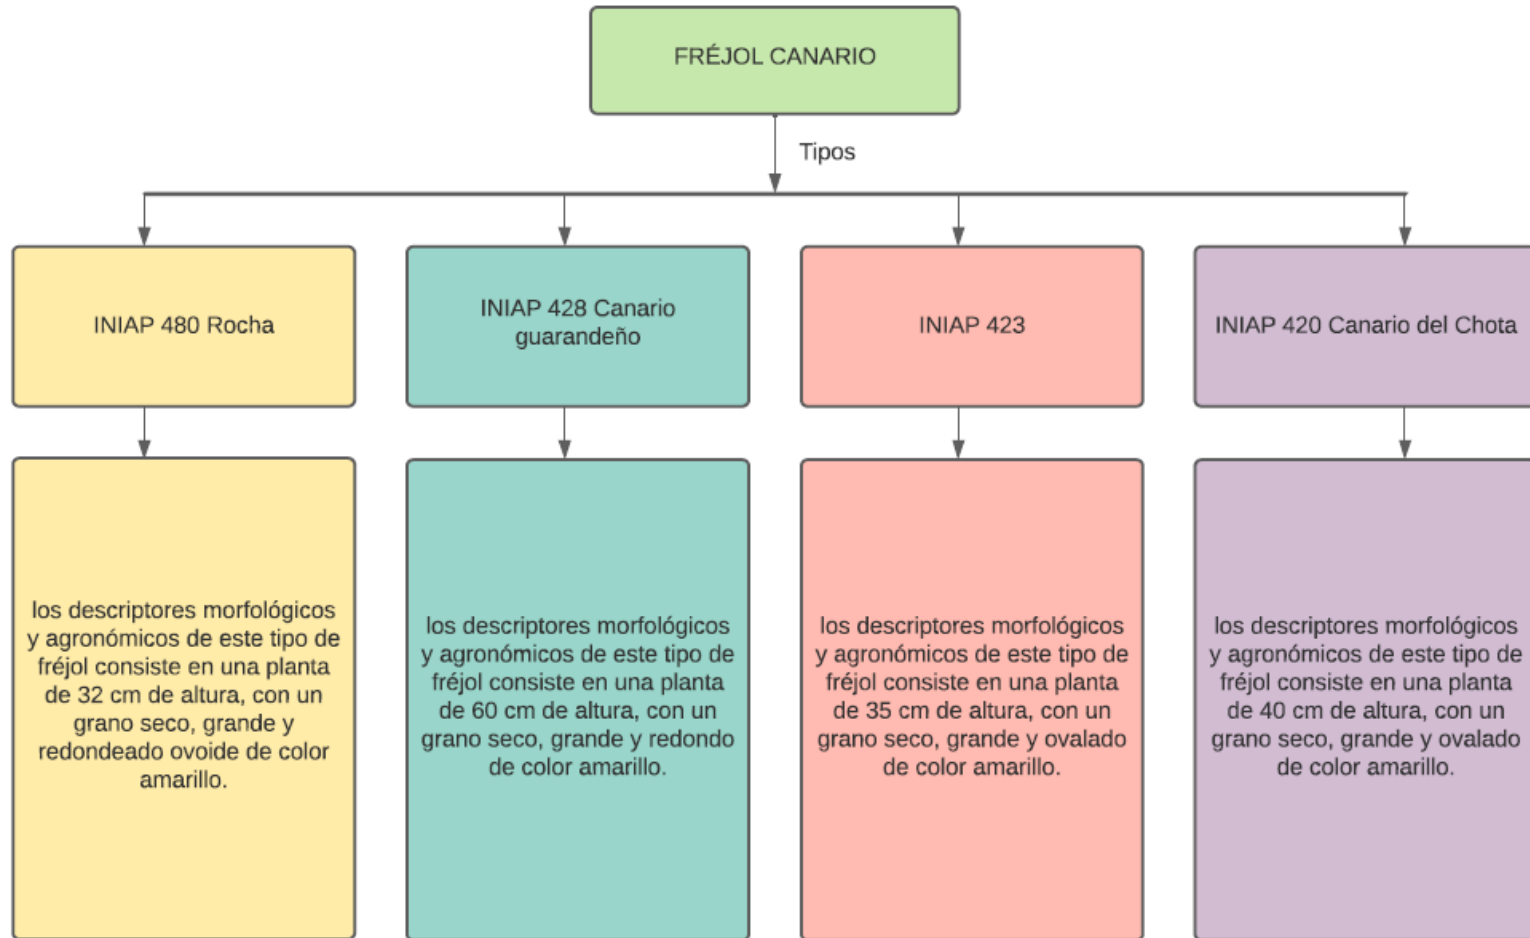 FRÉJOL CANARIO
Tipos
INIAP 480 Rocha
INIAP 428 Canario
guarandeño
INIAP 423
INIAP 420 Canario del Chota
los descriptores morfológicos
y agronómicos de este tipo de
fréjol consiste en una planta
de 32 cm de altura, con un
grano seco, grande y
redondeado ovoide de color
amarillo.
los descriptores morfológicos
y agronómicos de este tipo de
fréjol consiste en una planta
de 60 cm de altura, con un
grano seco, grande y redondo
de color amarillo.
los descriptores morfológicos
y agronómicos de este tipo de
fréjol consiste en una planta
de 35 cm de altura, con un
grano seco, grande y ovalado
de color amarillo.
los descriptores morfológicos
y agronómicos de este tipo de
fréjol consiste en una planta
de 40 cm de altura, con un
grano seco, grande y ovalado
de color amarillo.